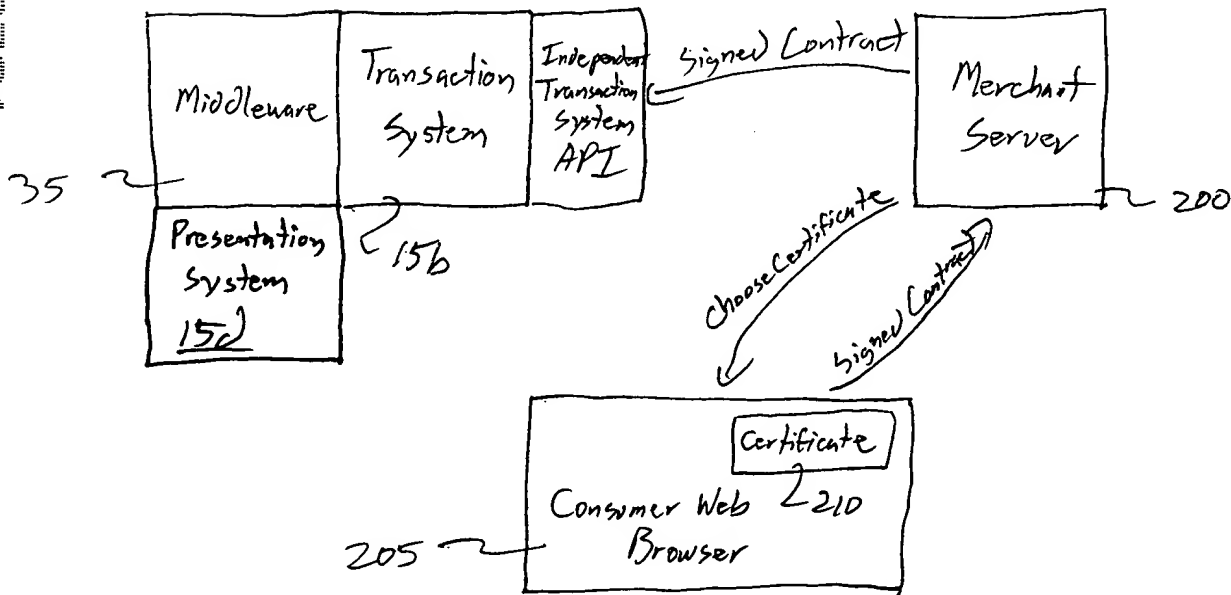 Middleware
Transaction
System
Independent
Transaction
System
API
Signed Contract
Merchant
Server
35
200
15b
Presentation
System
15d
Choose Certificate
Signed Contract
Certificate
210
Consumer Web
Browser
205